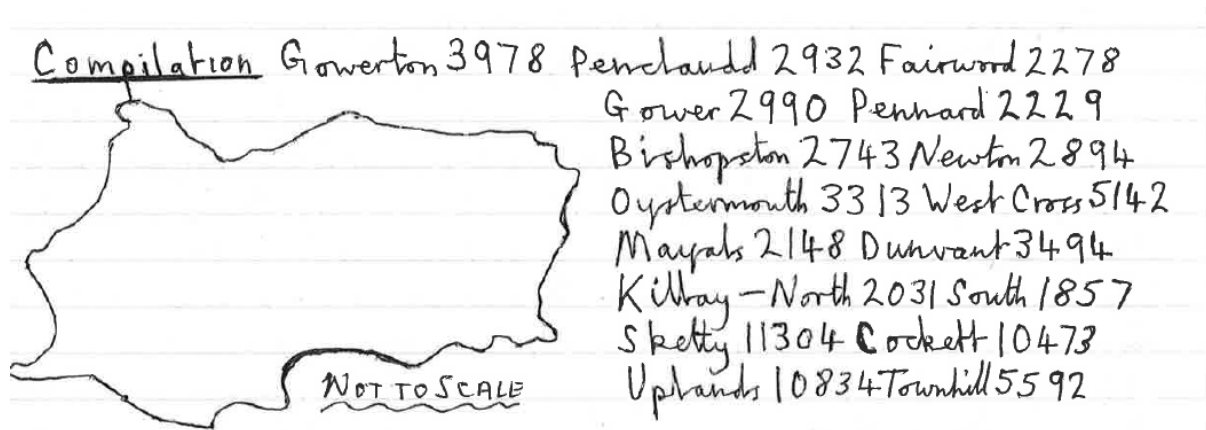 Compilation Gowerton 3978 Penclaudd 2932 Fairwood 2278
Gower 2990 Pennard 2229
Bishopston 2743 Newton 2894
Oystermouth 3313 West Cross 5142
Mayals 2148 Dunvant 3494
Killay - North 2031 South 1857
Sketty 11304 Cockett 10473
NOT TO SCALE
Uplands 10834 Townhill 5592